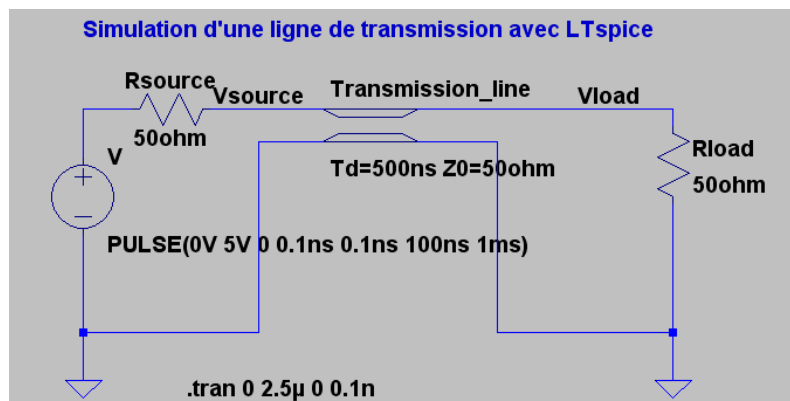 Simulation d'une ligne de transmission avec LTspice
Rsource
Vsource
Transmission_line
Vload
50ohm
V
Rload
Td=500ns Z0=50ohm
50ohm
PULSE(0V 5V 0 0.1ns 0.1ns 100ns 1ms)
.tran 0 2.5µ 0 0.1n